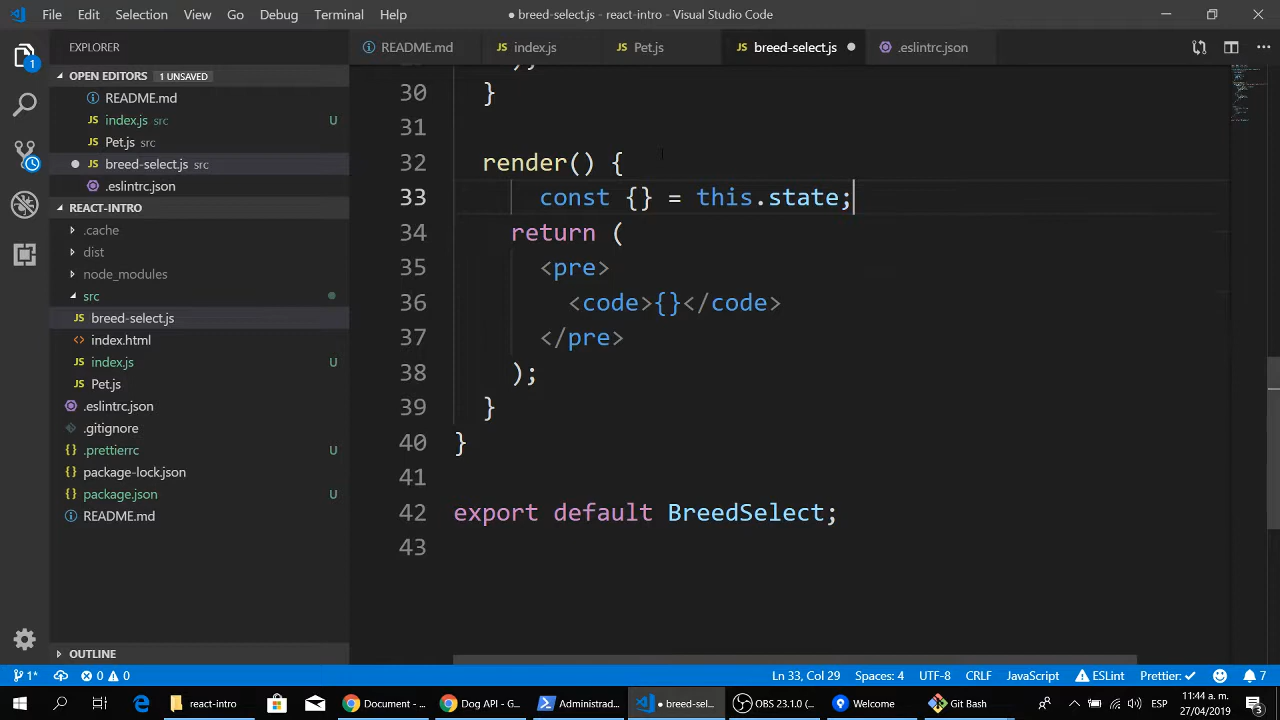 File Edit Selection View Go Debug Terminal Help
● breed-select.js - react-intro - Visual Studio Code
EXPLORER
README.md
index.js
Pet.js
breed-select.js ●
.eslintrc.json
OPEN EDITORS 1 UNSAVED
README.md
index.js src U
Pet.js src
breed-select.js src
.eslintrc.json
REACT-INTRO
.cache
dist
node_modules
src
breed-select.js
index.html
index.js U
Pet.js
.eslintrc.json
.gitignore
.prettierrc U
package-lock.json
package.json U
README.md
OUTLINE
1
30 }
31
32 render() {
33 const {} = this.state;
34 return (
35 <pre>
36 <code>{}</code>
37 </pre>
38 );
39 }
40 }
41
42 export default BreedSelect;
43
1* 0 0 Ln 33, Col 29 Spaces: 4 UTF-8 CRLF JavaScript ESLint Prettier: ✓ 7
react-intro
Document - ...
Dog API - G...
Administrad...
● breed-sel...
OBS 23.1.0 (...
Welcome
Git Bash
ESP
11:44 a. m.
27/04/2019